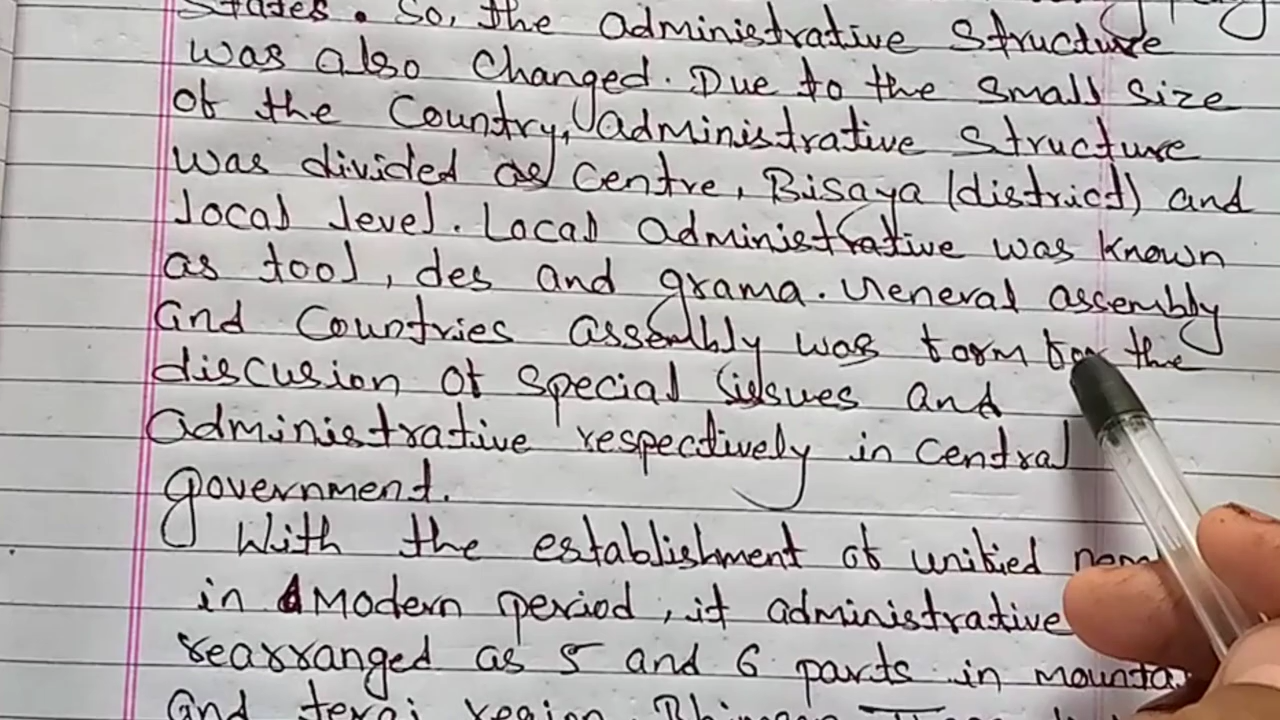 States. So, the administrative structure
was also changed. Due to the small size
of the country, administrative structure
was divided as centre, Bisaya (district) and
local level. Local administrative was known
as tool, des and grama. General assembly
and countries assembly was form for the
discusion of special issues and
administrative respectively in central
government.
With the establishment of unified
in modern period, it administrative
rearranged as 5 and 6 parts in
and terai region.